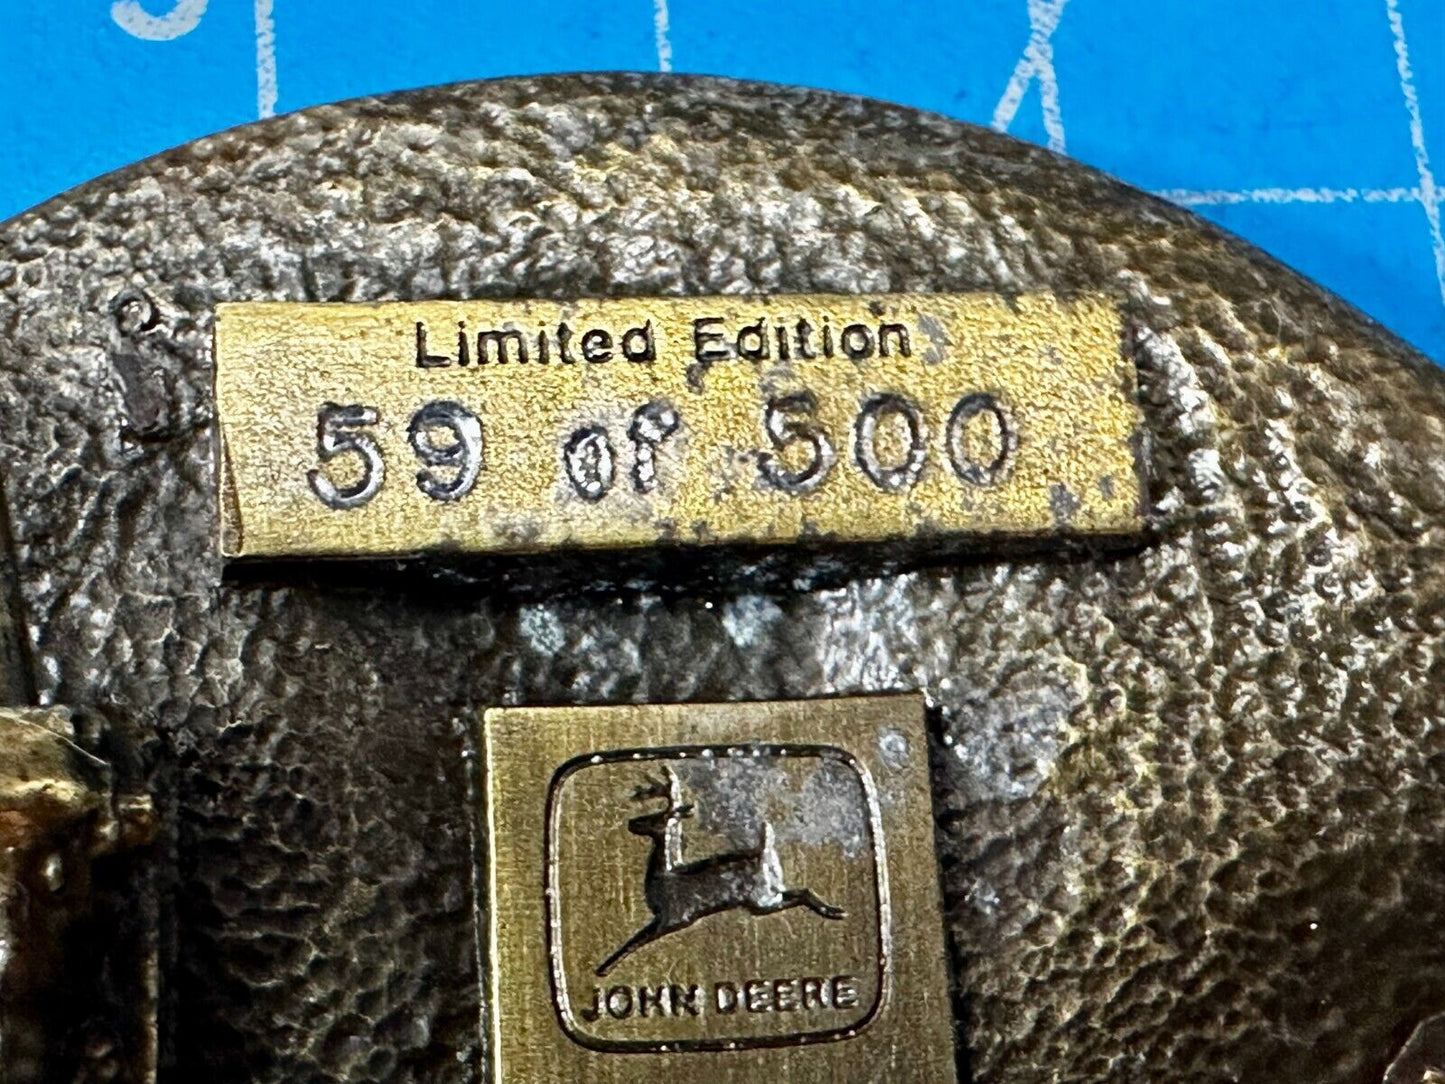 Limited Edition
59 of 500
JOHN DEERE